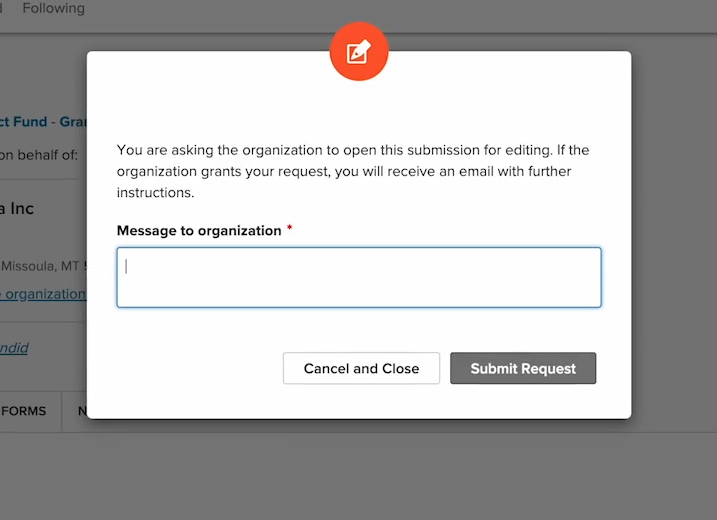 Following
ct Fund - Gra
on behalf of:
a Inc
Missoula, MT
organization
ndid
FORMS
N
You are asking the organization to open this submission for editing. If the
organization grants your request, you will receive an email with further
instructions.
Message to organization *
Cancel and Close
Submit Request